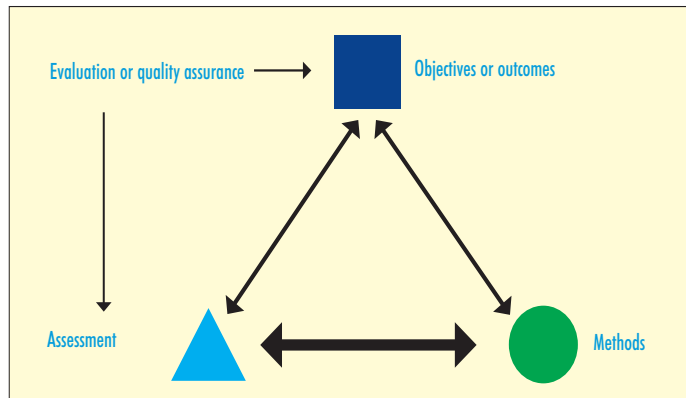 Evaluation or quality assurance
Objectives or outcomes
Assessment
Methods